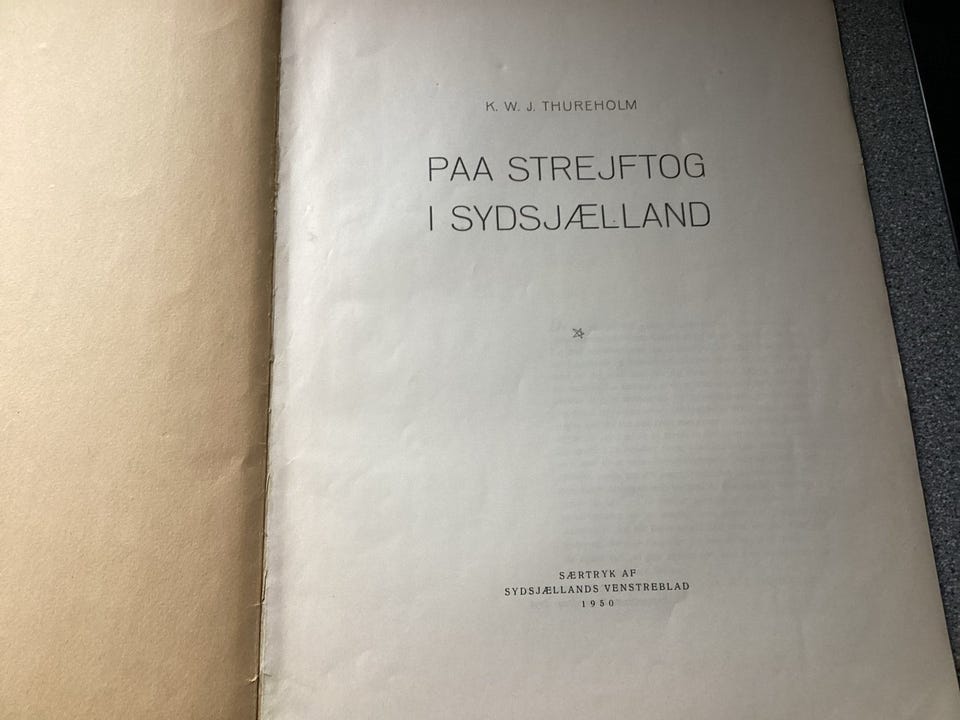 K. W. J. THUREHOLM
PAA STREJFTOG
I SYDSJÆLLAND
SÆRTRYK AF
SYDSJÆLLANDS VENSTREBLAD
1950